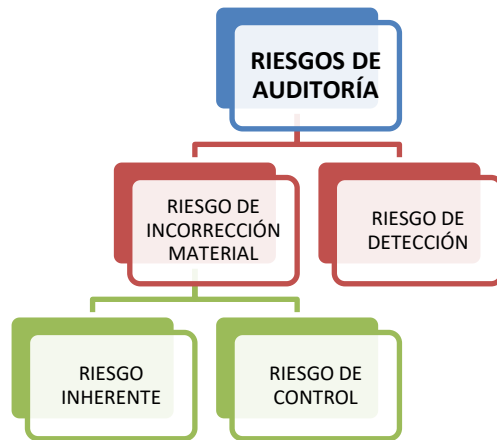 RIESGOS DE
AUDITORÍA
RIESGO DE
INCORRECCIÓN
MATERIAL
RIESGO DE
DETECCIÓN
RIESGO
INHERENTE
RIESGO DE
CONTROL